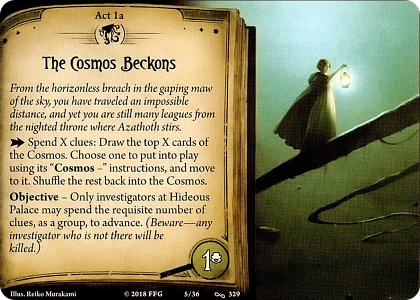 Act 1a
The Cosmos Beckons
From the horizonless breach in the gaping maw
of the sky, you have traveled an impossible
distance, and yet you are still many leagues from
the nighted throne where Azathoth stirs.
Spend X clues: Draw the top X cards of
the Cosmos. Choose one to put into play
using its “Cosmos –” instructions, and move
to it. Shuffle the rest back into the Cosmos.
Objective – Only investigators at Hideous
Palace may spend the requisite number of
clues, as a group, to advance. (Beware—any
investigator who is not there will be
killed.)
1
Illus. Reiko Murakami © 2018 FFG 5/36 329